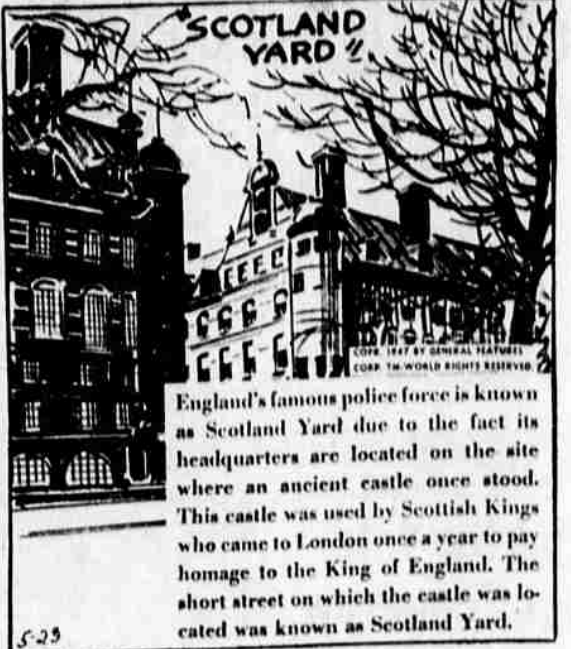 "SCOTLAND
YARD"
COPR. 1947 BY GENERAL FEATURES
CORP. TM-WORLD RIGHTS RESERVED.
England's famous police force is known
as Scotland Yard due to the fact its
headquarters are located on the site
where an ancient castle once stood.
This castle was used by Scottish Kings
who came to London once a year to pay
homage to the King of England. The
short street on which the castle was lo-
cated was known as Scotland Yard.
5-23